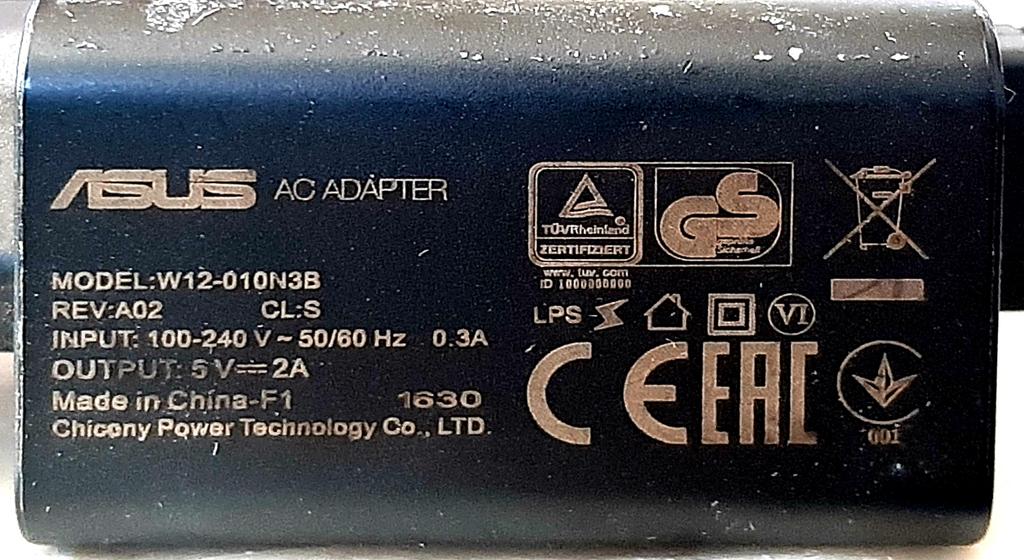 ASUS AC ADAPTER
MODEL:W12-010N3B
REV:A02 CL:S
INPUT: 100-240 V ~ 50/60 Hz 0.3A
OUTPUT: 5 V⎓2A
Made in China-F1 1630
Chicony Power Technology Co., LTD.
TÜVRheinland
ZERTIFIZIERT
www.tuv.com
ID 1000000000
GS
geprüfte
Sicherheit
LPS VI
CE EAC
001